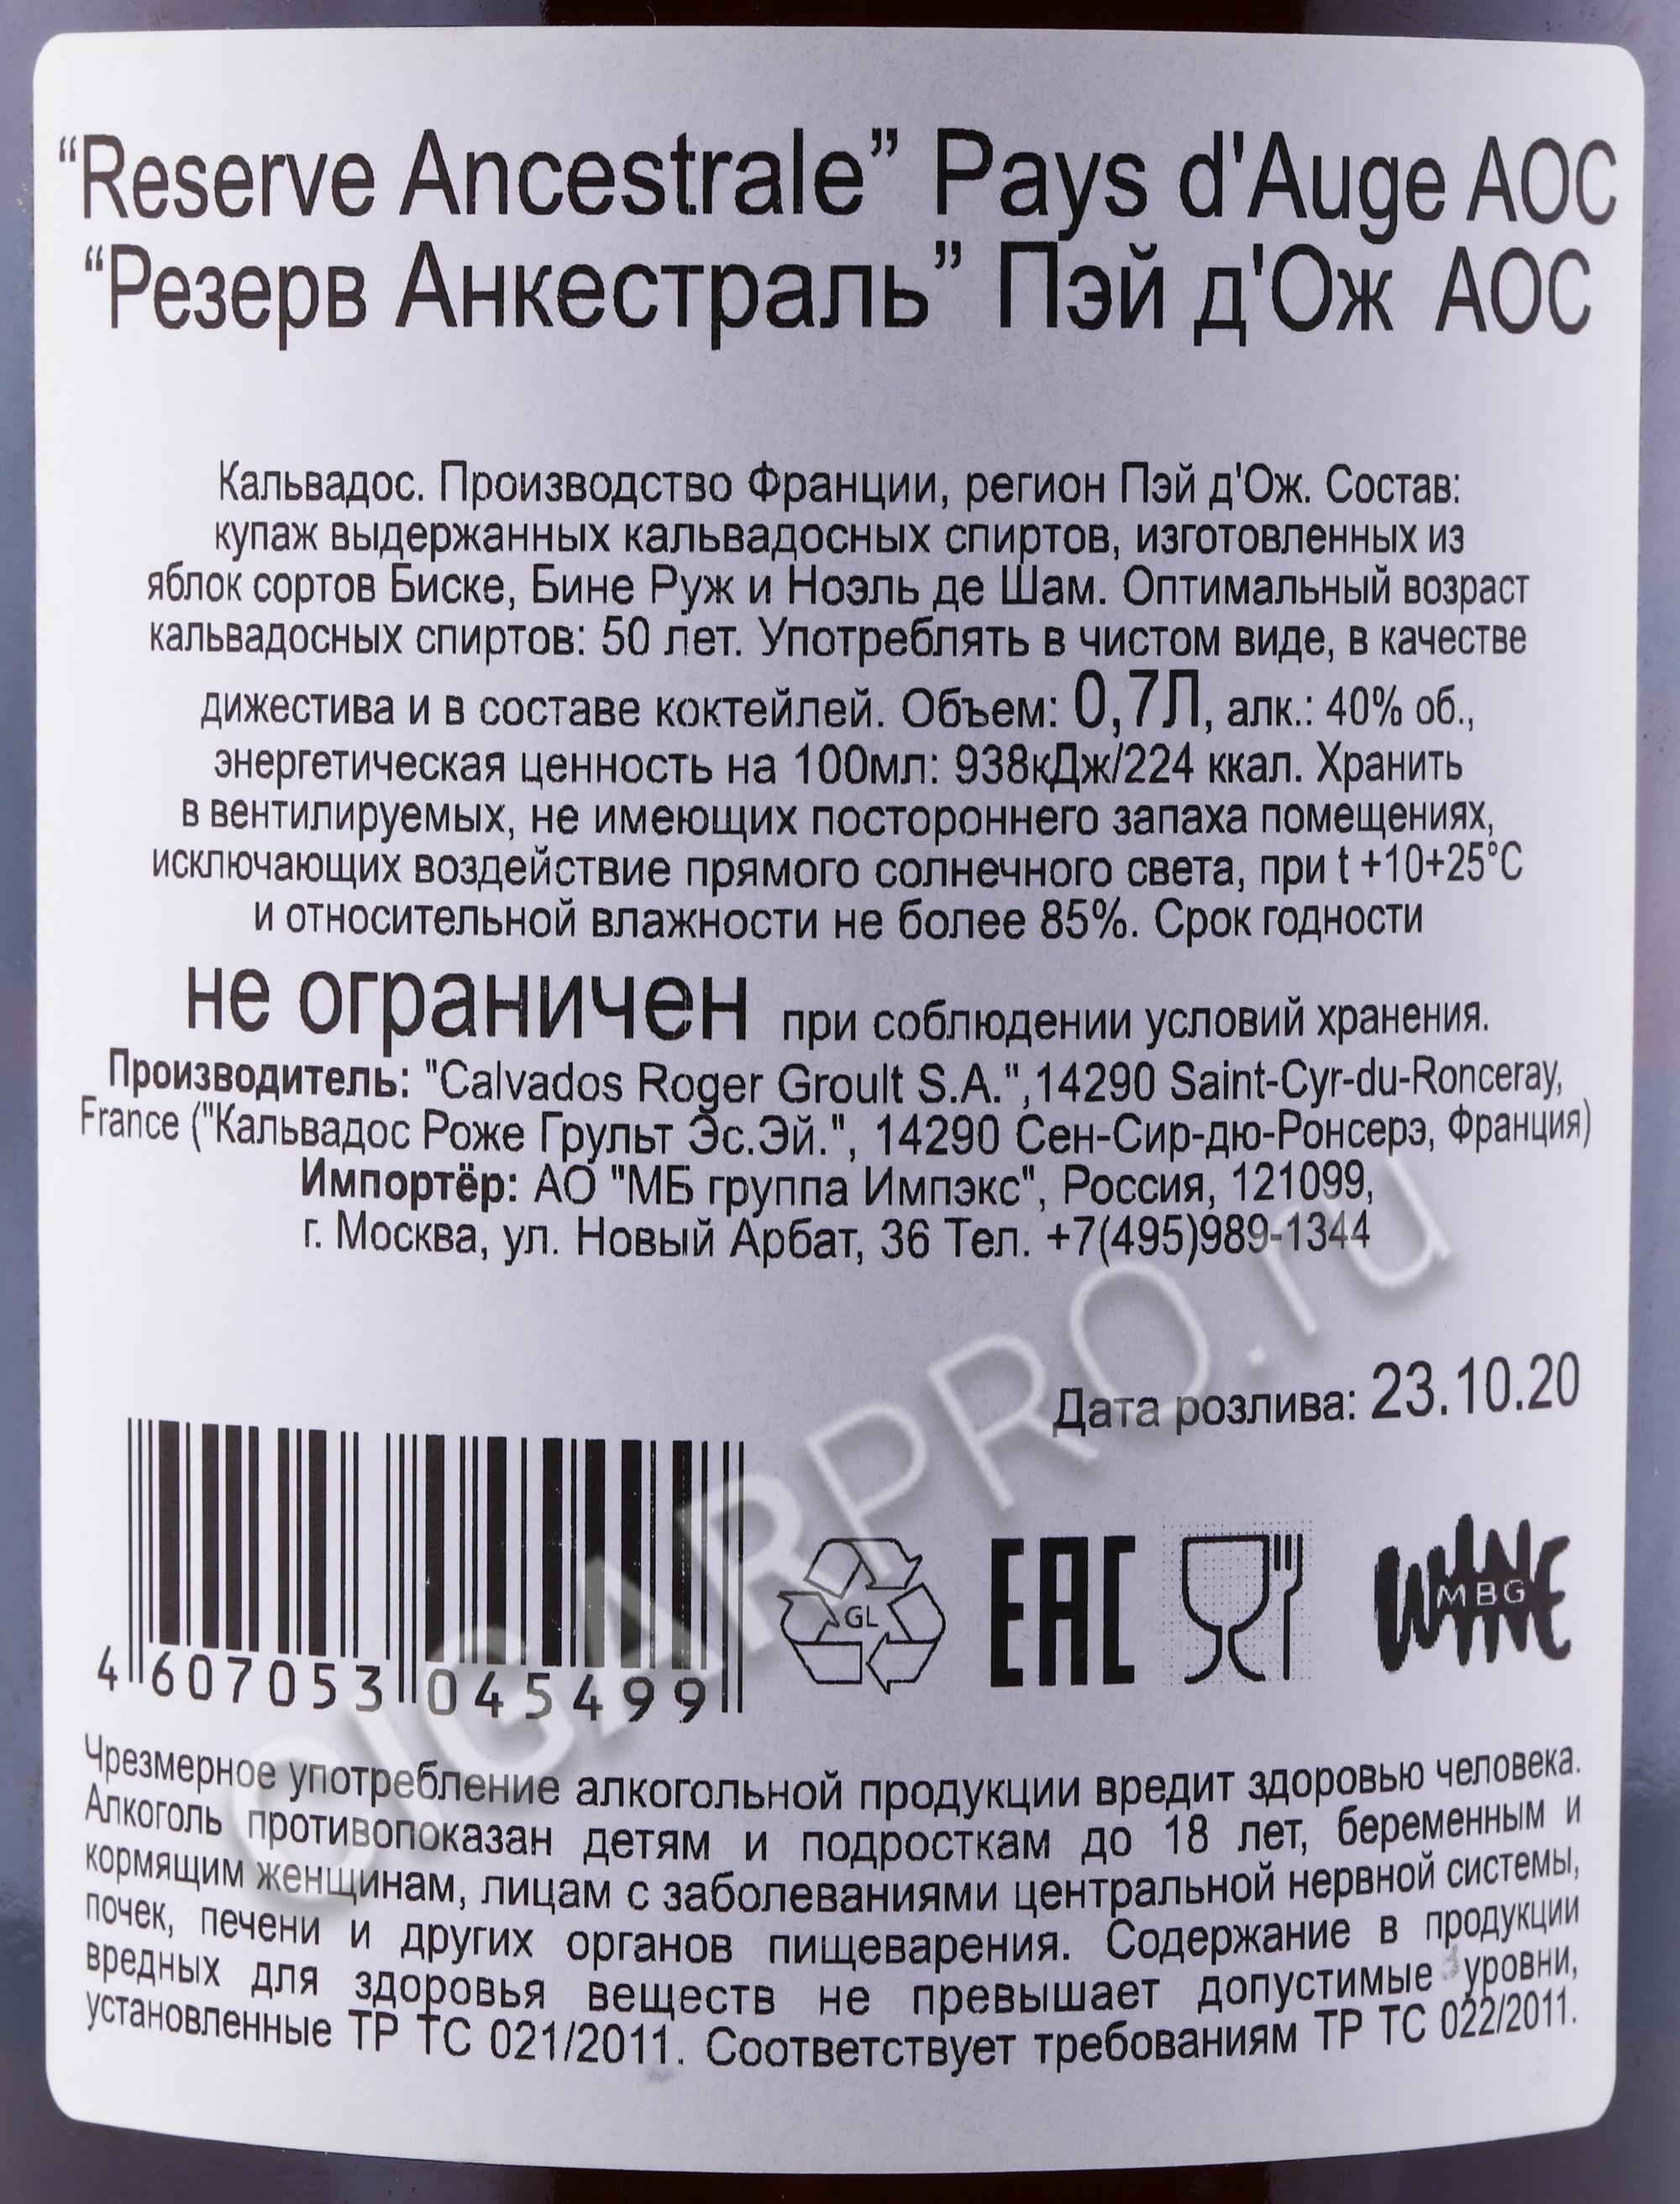 “Reserve Ancestrale” Pays d'Auge AOC
“Резерв Анкестраль” Пэй д'Ож АОС
Кальвадос. Производство Франции, регион Пэй д'Ож. Состав:
купаж выдержанных кальвадосных спиртов, изготовленных из
яблок сортов Биске, Бине Руж и Ноэль де Шам. Оптимальный возраст
кальвадосных спиртов: 50 лет. Употреблять в чистом виде, в качестве
дижестива и в составе коктейлей. Объем: 0,7Л, алк.: 40% об.,
энергетическая ценность на 100мл: 938кДж/224 ккал. Хранить
в вентилируемых, не имеющих постороннего запаха помещениях,
исключающих воздействие прямого солнечного света, при t +10+25°C
и относительной влажности не более 85%. Срок годности
не ограничен при соблюдении условий хранения.
Производитель: "Calvados Roger Groult S.A.",14290 Saint-Cyr-du-Ronceray,
France ("Кальвадос Роже Грульт Эс.Эй.", 14290 Сен-Сир-дю-Ронсерэ, Франция)
Импортёр: АО "МБ группа Импэкс", Россия, 121099,
г. Москва, ул. Новый Арбат, 36 Тел. +7(495)989-1344
Дата розлива: 23.10.20
4 607053 045499
GL
EAC
WINE
MBG
Чрезмерное употребление алкогольной продукции вредит здоровью человека.
Алкоголь противопоказан детям и подросткам до 18 лет, беременным и
кормящим женщинам, лицам с заболеваниями центральной нервной системы,
почек, печени и других органов пищеварения. Содержание в продукции
вредных для здоровья веществ не превышает допустимые уровни,
установленные ТР ТС 021/2011. Соответствует требованиям ТР ТС 022/2011.
CIGARPRO.ru